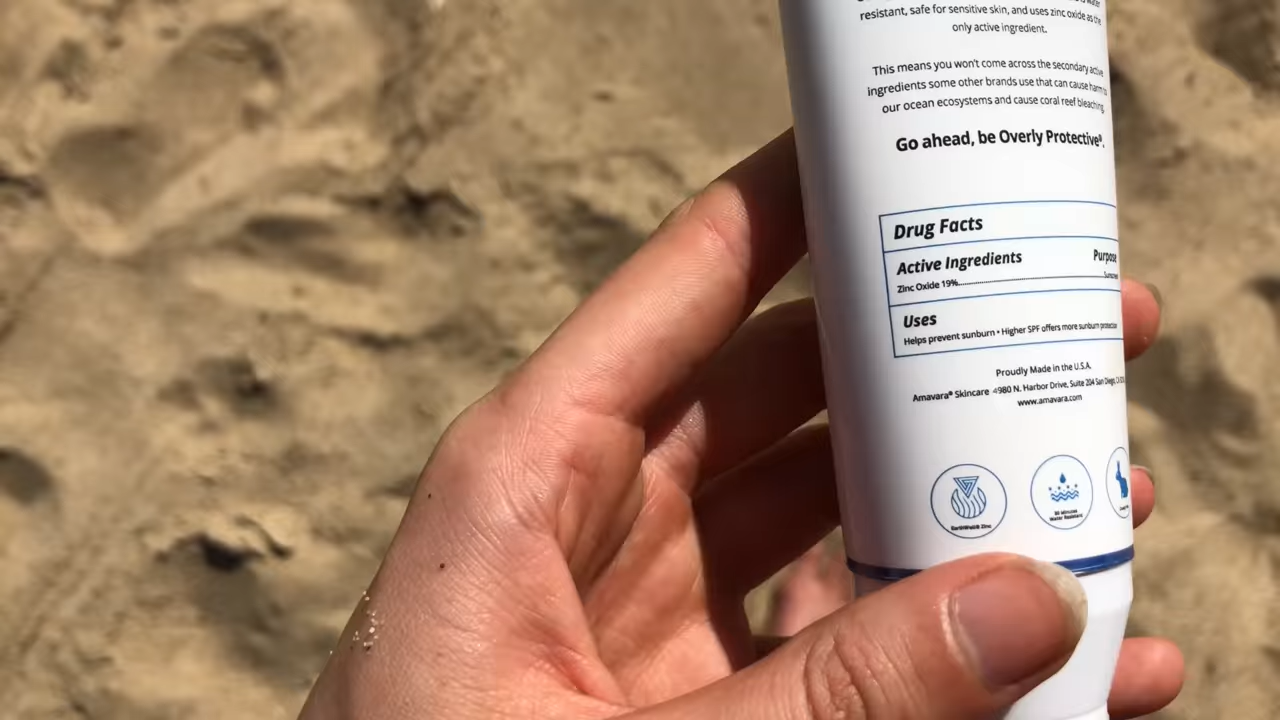 resistant, safe for sensitive skin, and uses zinc oxide as the
only active ingredient.
This means you won't come across the secondary active
ingredients some other brands use that can cause harm to
our ocean ecosystems and cause coral reef bleaching.
Go ahead, be Overly Protective®.
Drug Facts
Active Ingredients Purpose
Zinc Oxide 19%........................................Sunscreen
Uses
Helps prevent sunburn • Higher SPF offers more sunburn protection
Proudly Made in the U.S.A.
Amavara® Skincare 4980 N. Harbor Drive, Suite 204 San Diego, CA
www.amavara.com
EarthWell® Zinc
80 Minutes
Water Resistant